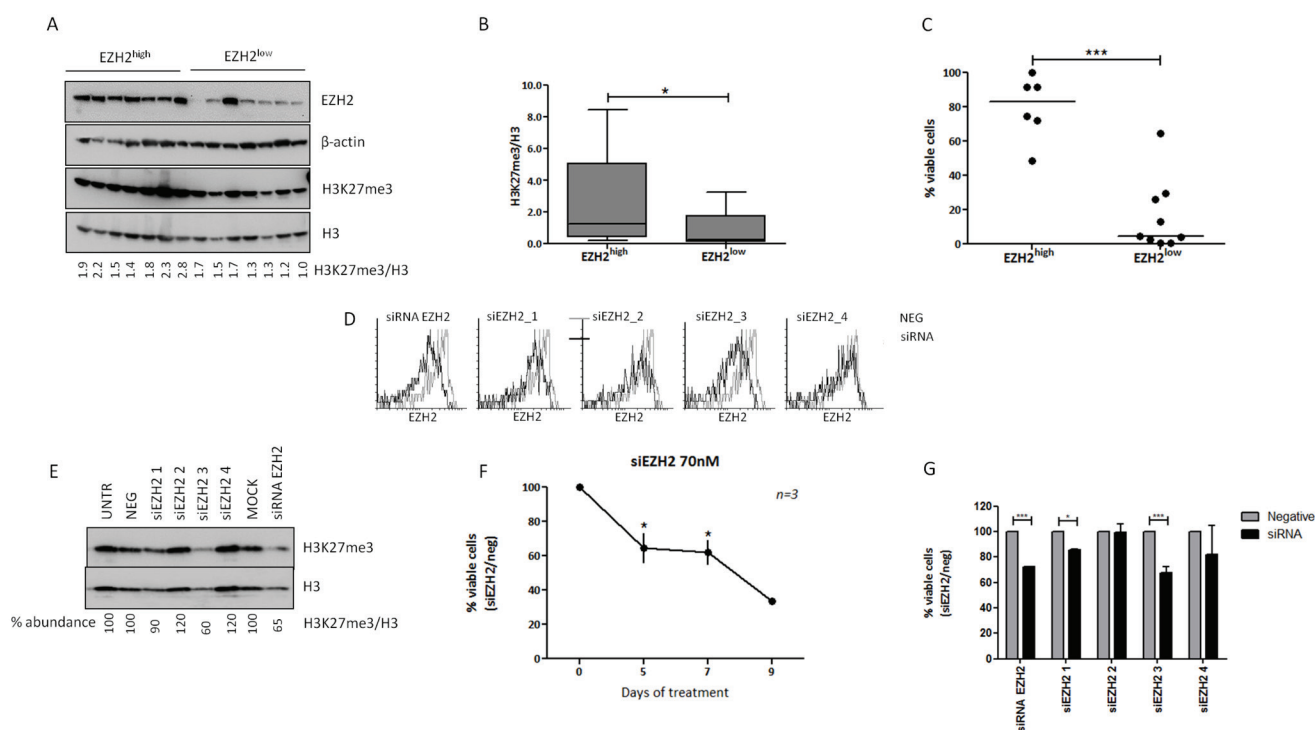 A
EZH2high
EZH2low
EZH2
β-actin
H3K27me3
H3
1.9
2.2
1.5
1.4
1.8
2.3
2.8
1.7
1.5
1.7
1.3
1.3
1.2
1.0
H3K27me3/H3
B
H3K27me3/H3
10.0
8.0
6.0
4.0
2.0
0.0
*
EZH2high
EZH2low
C
% viable cells
100
80
60
40
20
0
***
EZH2high
EZH2low
D
siRNA EZH2
siEZH2_1
siEZH2_2
siEZH2_3
siEZH2_4
NEG
siRNA
EZH2
EZH2
EZH2
EZH2
EZH2
E
UNTR
NEG
siEZH2 1
siEZH2 2
siEZH2 3
siEZH2 4
MOCK
siRNA EZH2
H3K27me3
H3
% abundance
100
100
90
120
60
120
100
65
H3K27me3/H3
F
siEZH2 70nM
n=3
% viable cells
(siEZH2/neg)
100
80
60
40
20
0
*
*
0
5
7
9
Days of treatment
G
% viable cells
(siEZH2/neg)
120
100
80
60
40
20
0
***
*
***
Negative
siRNA
siRNA EZH2
siEZH2 1
siEZH2 2
siEZH2 3
siEZH2 4